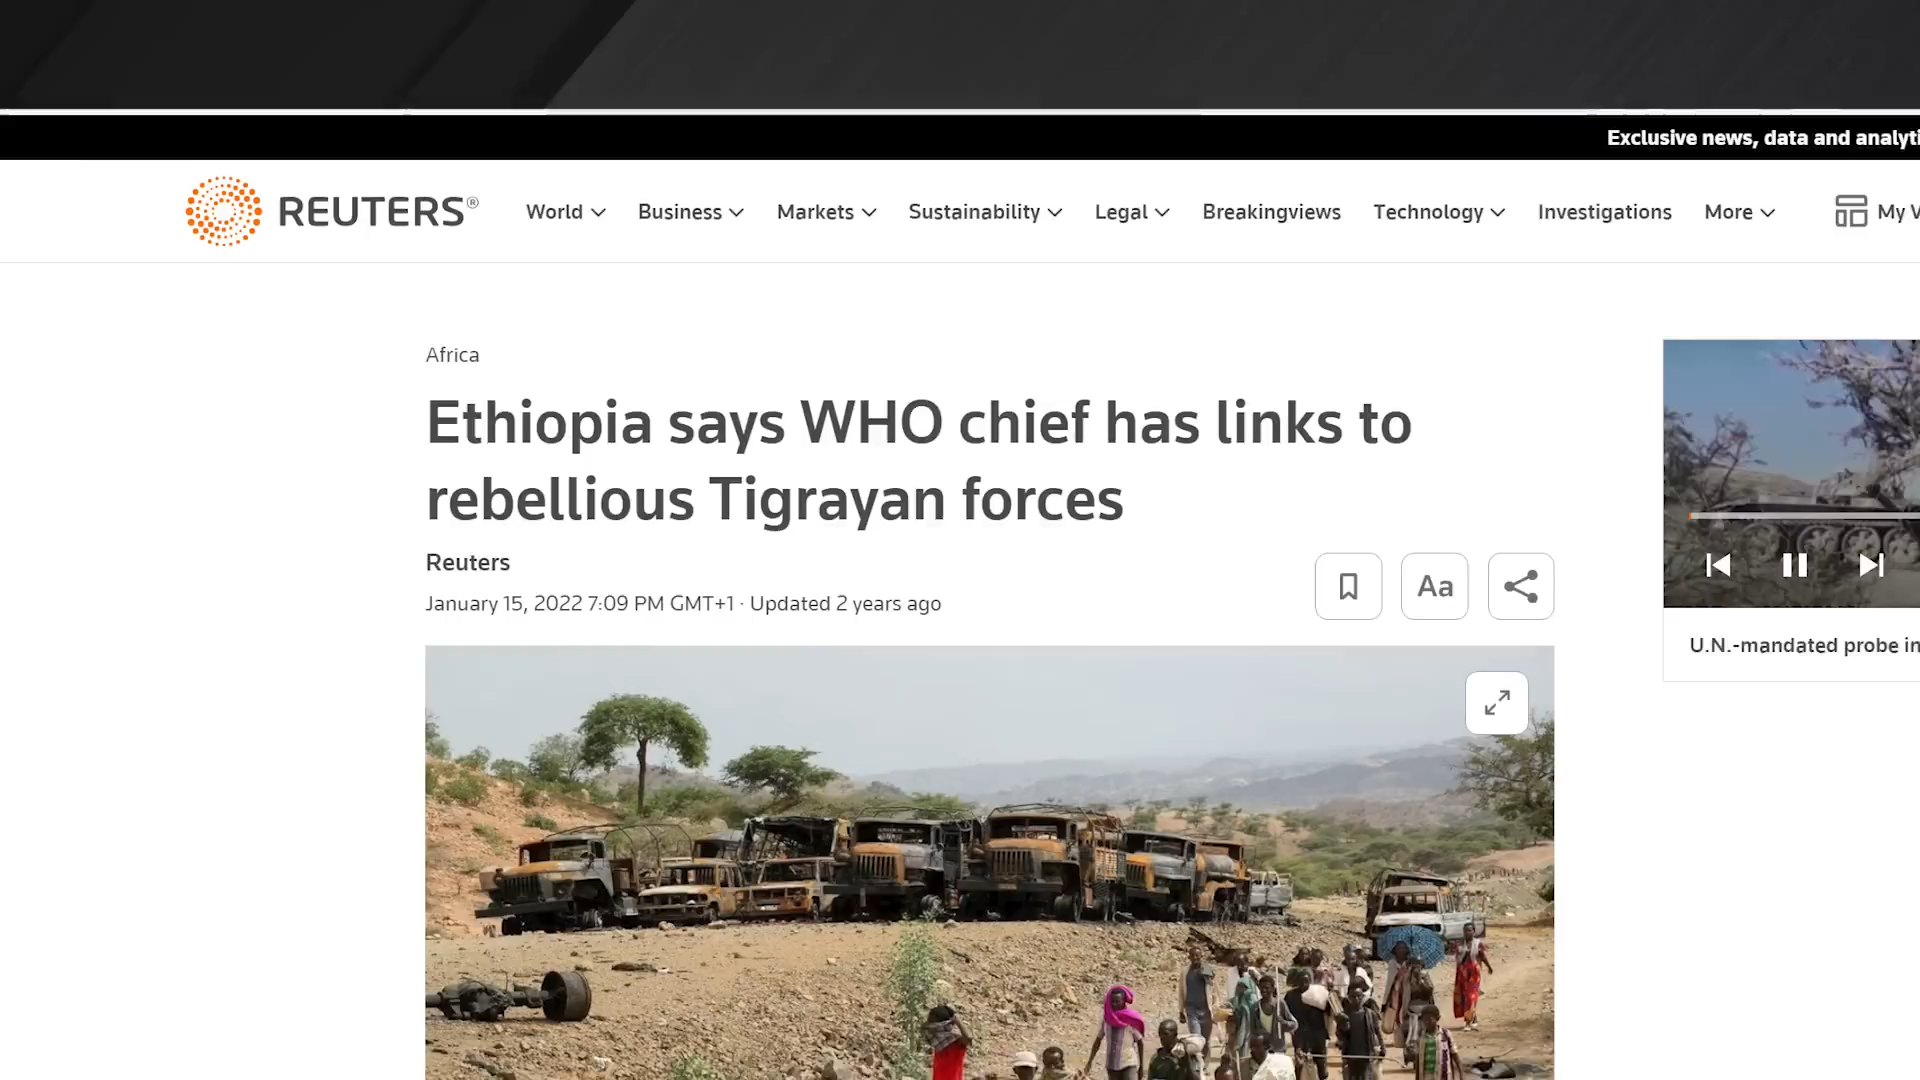 Exclusive news, data and analyti
REUTERS®
World
Business
Markets
Sustainability
Legal
Breakingviews
Technology
Investigations
More
My V
Africa
Ethiopia says WHO chief has links to
rebellious Tigrayan forces
Reuters
January 15, 2022 7:09 PM GMT+1 · Updated 2 years ago
Aa
U.N.-mandated probe in